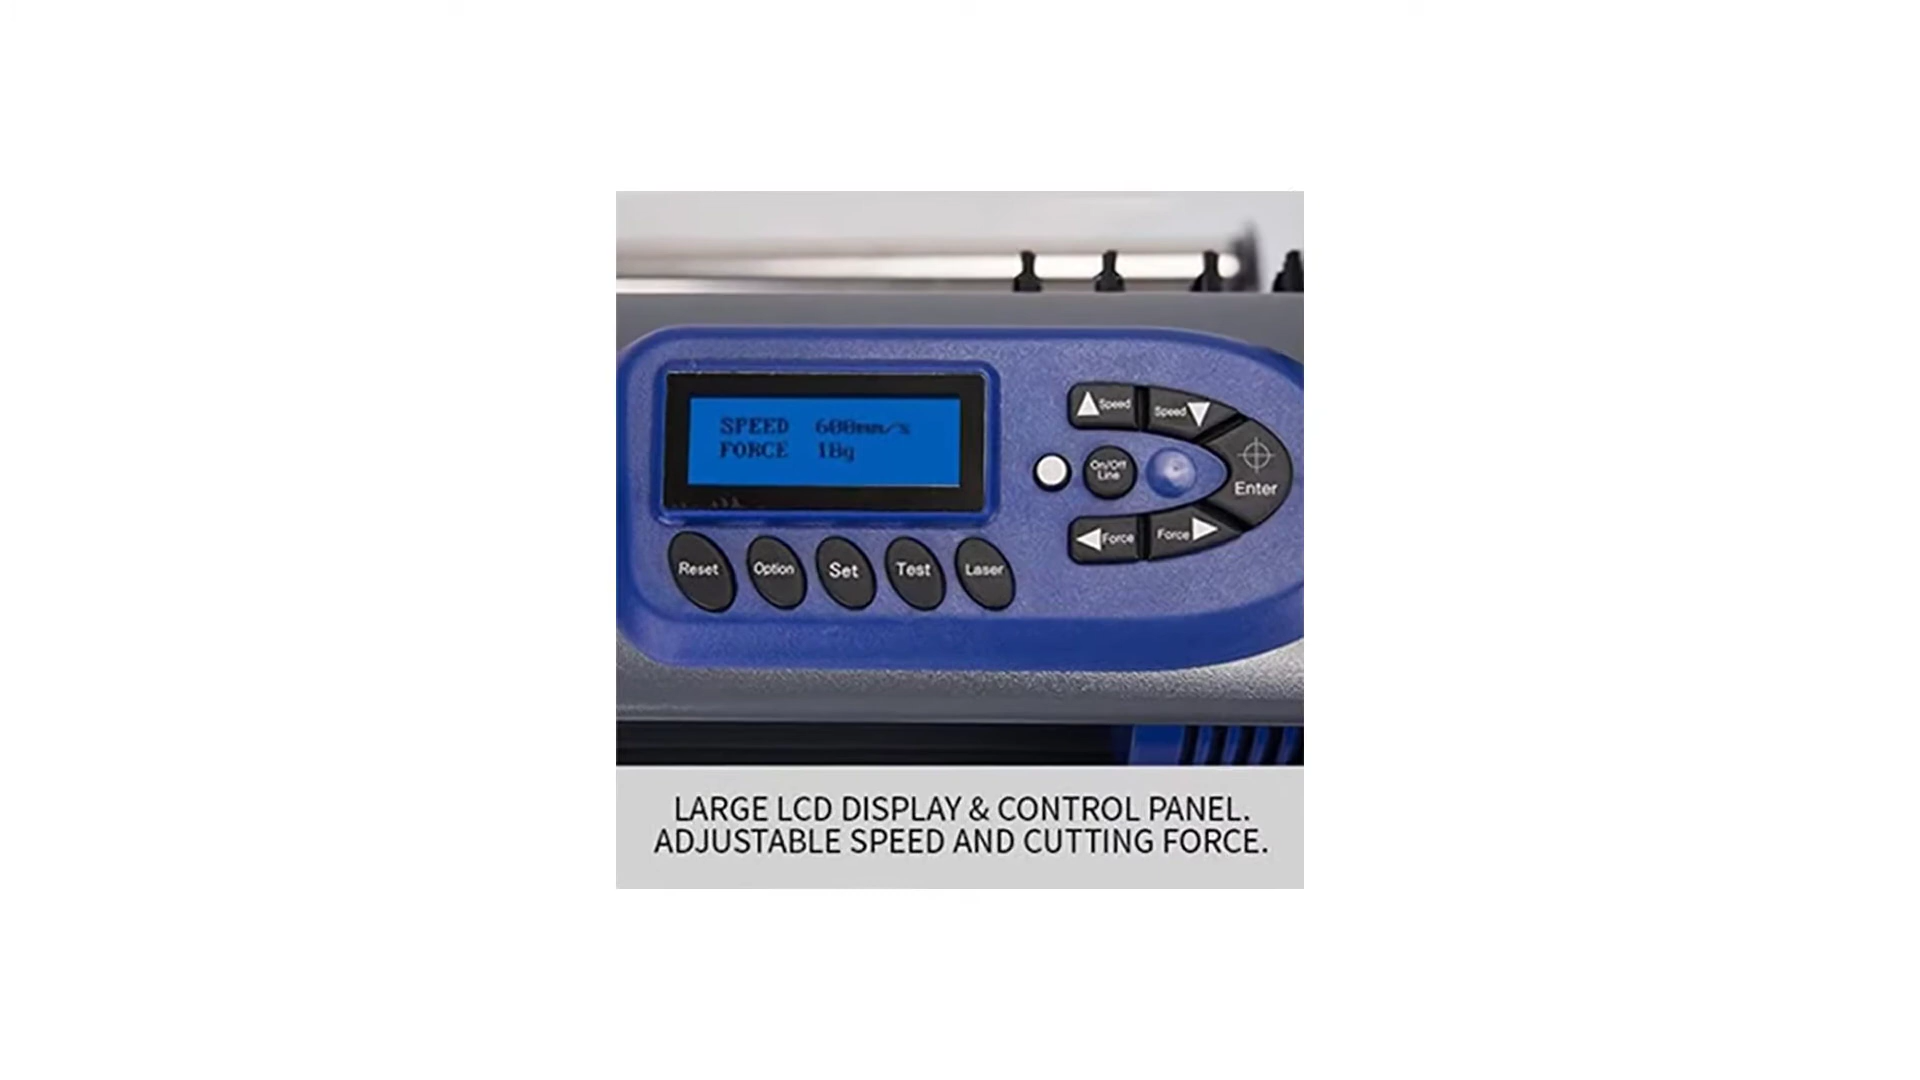 SPEED 600mm/s
FORCE
Speed
Speed
On/Off
Line
Enter
Force
Force
Reset
Option
Set
Test
Laser
LARGE LCD DISPLAY & CONTROL PANEL.
ADJUSTABLE SPEED AND CUTTING FORCE.